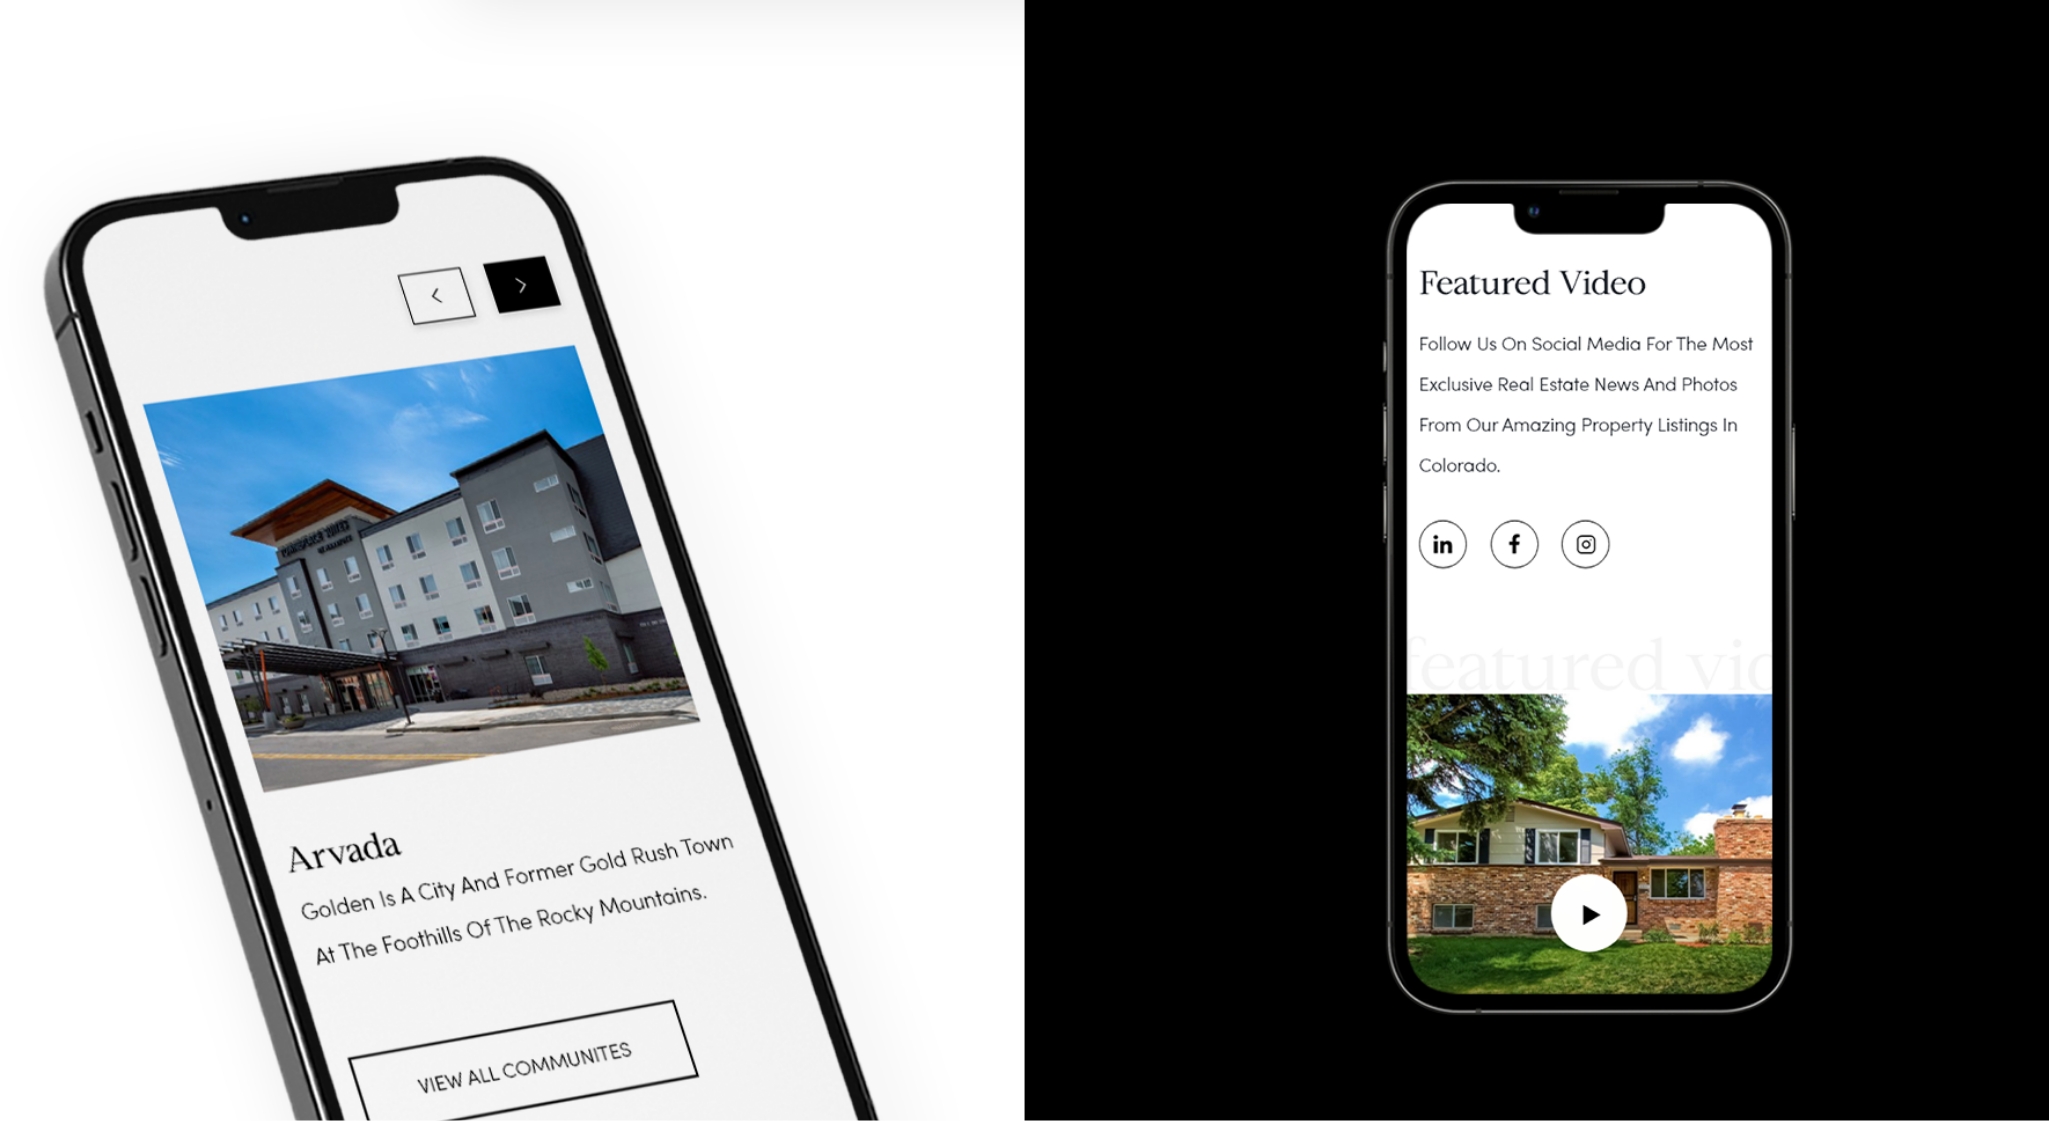 Arvada
Golden Is A City And Former Gold Rush Town
At The Foothills Of The Rocky Mountains.
VIEW ALL COMMUNITES
Featured Video
Follow Us On Social Media For The Most
Exclusive Real Estate News And Photos
From Our Amazing Property Listings In
Colorado.
in
f
featured vid